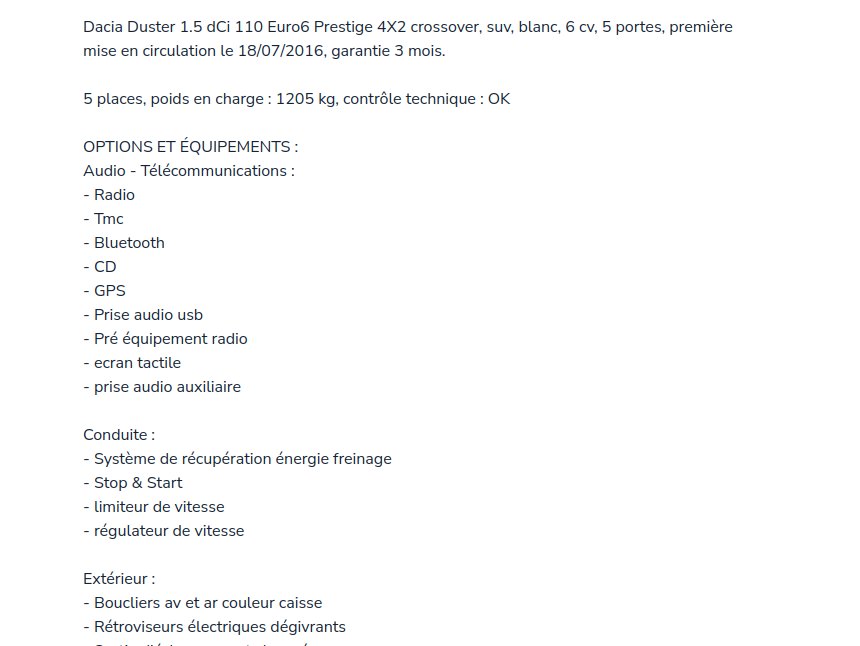 Dacia Duster 1.5 dCi 110 Euro6 Prestige 4X2 crossover, suv, blanc, 6 cv, 5 portes, première
mise en circulation le 18/07/2016, garantie 3 mois.
5 places, poids en charge : 1205 kg, contrôle technique : OK
OPTIONS ET ÉQUIPEMENTS :
Audio - Télécommunications :
- Radio
- Tmc
- Bluetooth
- CD
- GPS
- Prise audio usb
- Pré équipement radio
- ecran tactile
- prise audio auxiliaire
Conduite :
- Système de récupération énergie freinage
- Stop & Start
- limiteur de vitesse
- régulateur de vitesse
Extérieur :
- Boucliers av et ar couleur caisse
- Rétroviseurs électriques dégivrants